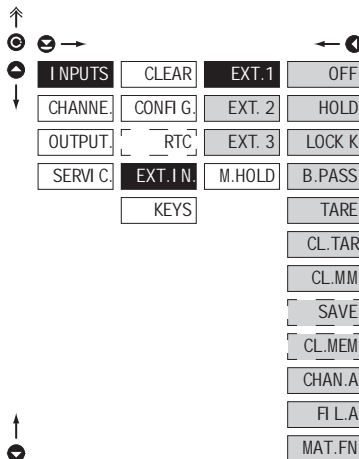 INPUTS CLEAR EXT.1 OFF
CHANNE. CONFIG. EXT. 2 HOLD
OUTPUT. RTC EXT. 3 LOCK K
SERVIC. EXT.IN. M.HOLD B.PASS
KEYS TARE
CL.TAR
CL.MM
SAVE
CL.MEM
CHAN.A
FIL.A
MAT.FN